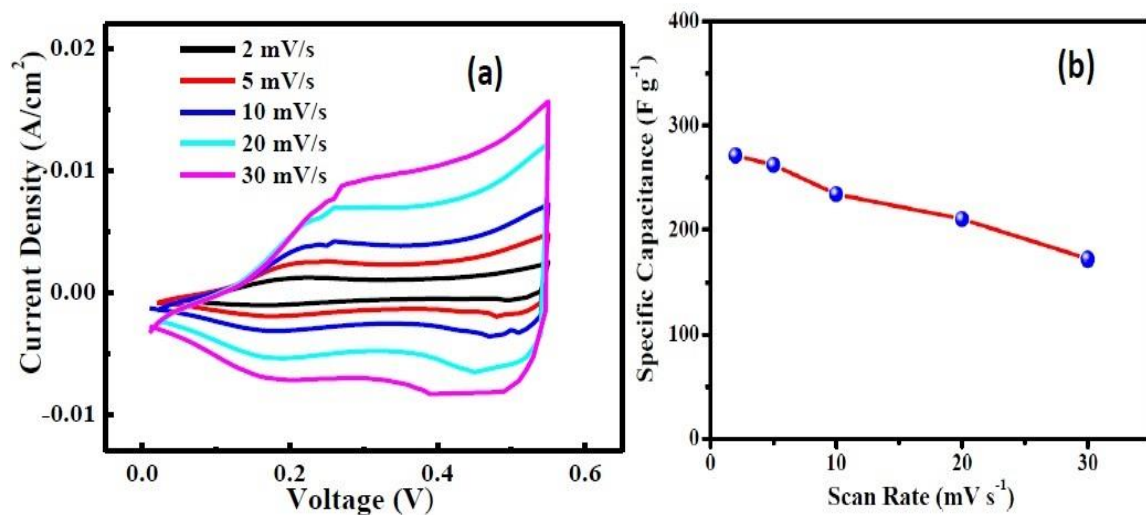 (a)
2 mV/s
5 mV/s
10 mV/s
20 mV/s
30 mV/s
Current Density (A/cm²)
0.02
0.01
0.00
-0.01
0.0 0.2 0.4 0.6
Voltage (V)
(b)
Specific Capacitance (F g⁻¹)
400
300
200
100
0
0 10 20 30
Scan Rate (mV s⁻¹)